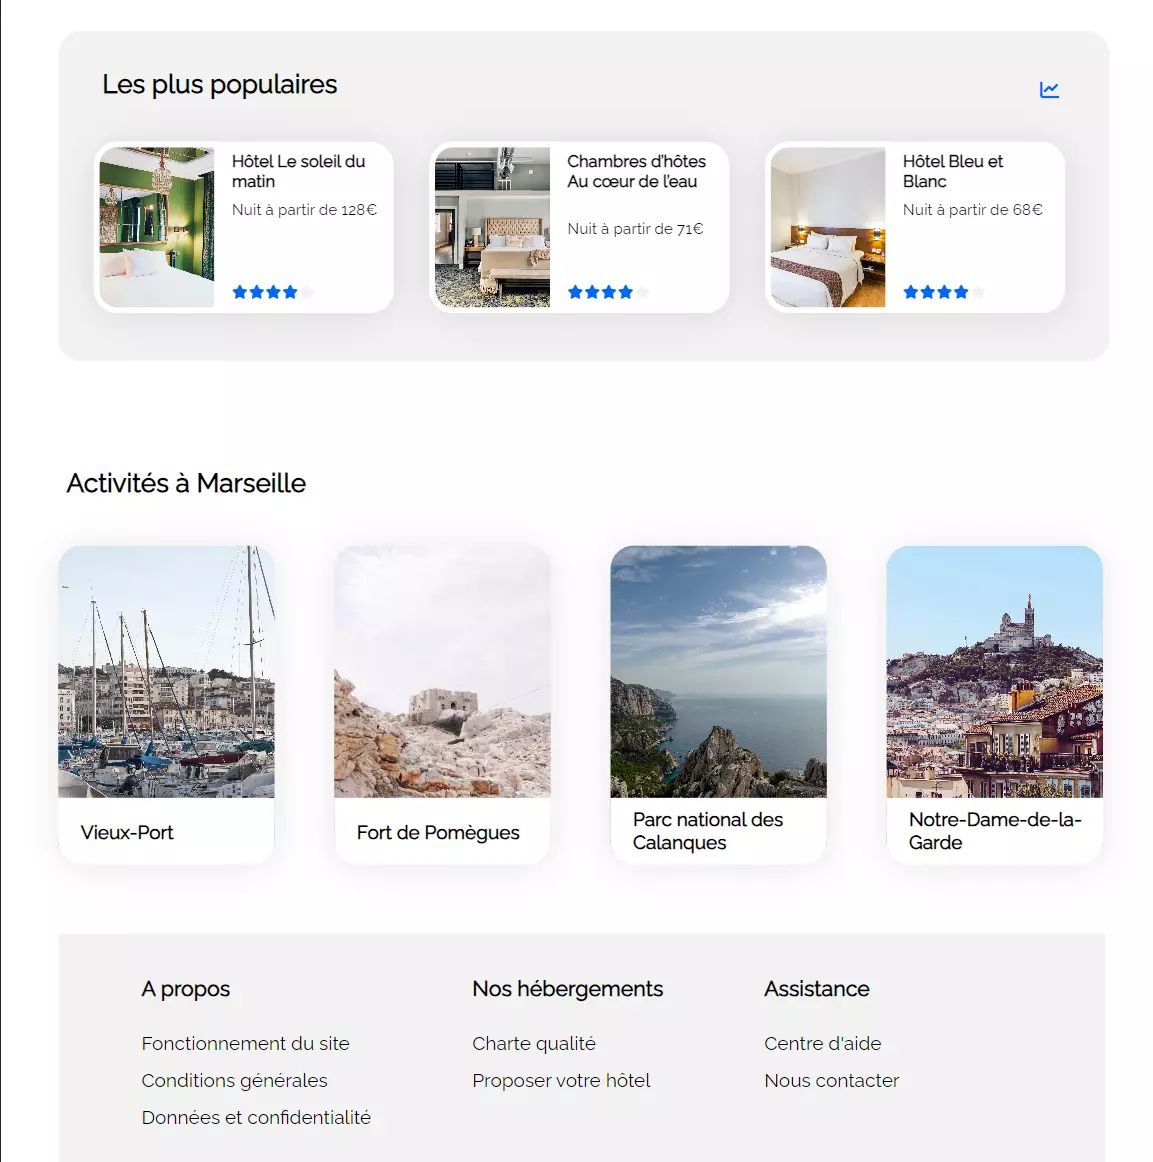 Les plus populaires
Hôtel Le soleil du
matin
Nuit à partir de 128€
Chambres d'hôtes
Au cœur de l'eau
Nuit à partir de 71€
Hôtel Bleu et
Blanc
Nuit à partir de 68€
Activités à Marseille
Vieux-Port
Fort de Pomègues
Parc national des
Calanques
Notre-Dame-de-la-
Garde
A propos
Fonctionnement du site
Conditions générales
Données et confidentialité
Nos hébergements
Charte qualité
Proposer votre hôtel
Assistance
Centre d'aide
Nous contacter